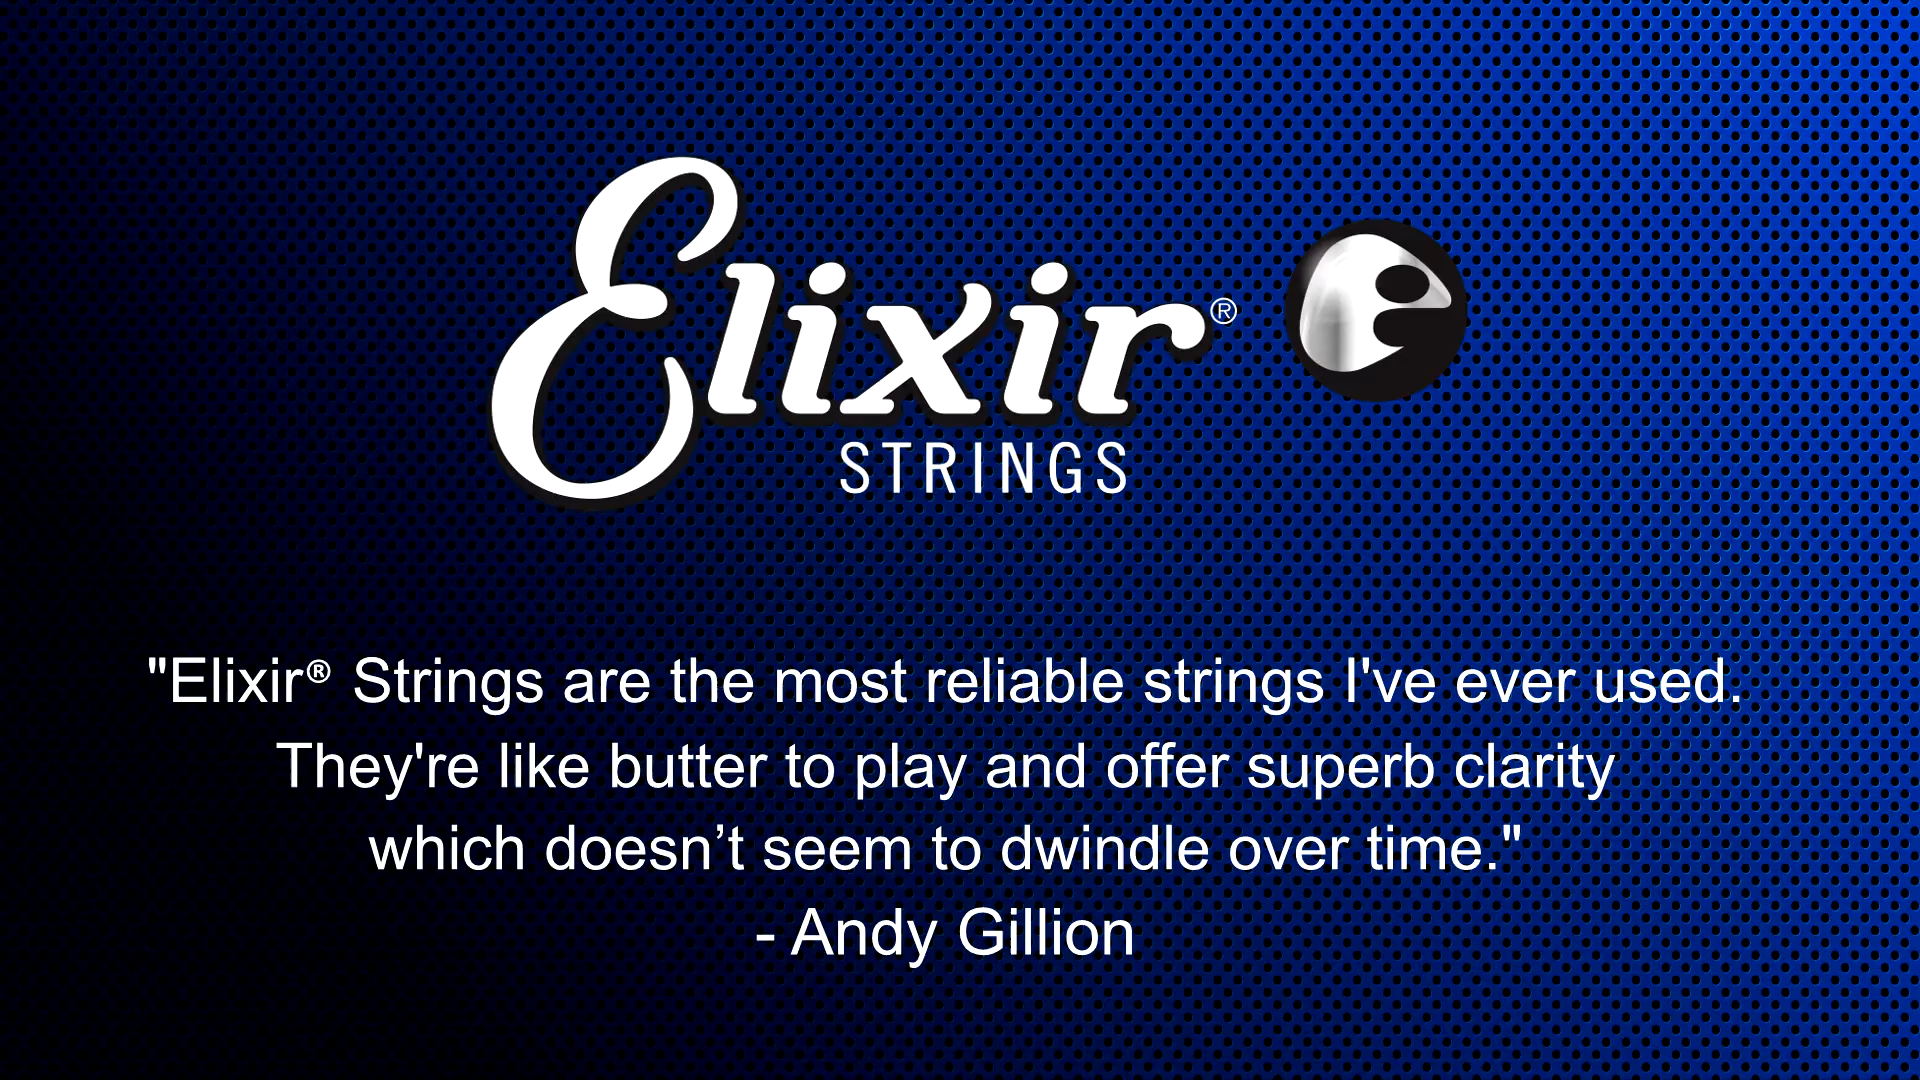 Elixir®
STRINGS
"Elixir® Strings are the most reliable strings I've ever used.
They're like butter to play and offer superb clarity
which doesn’t seem to dwindle over time."
- Andy Gillion